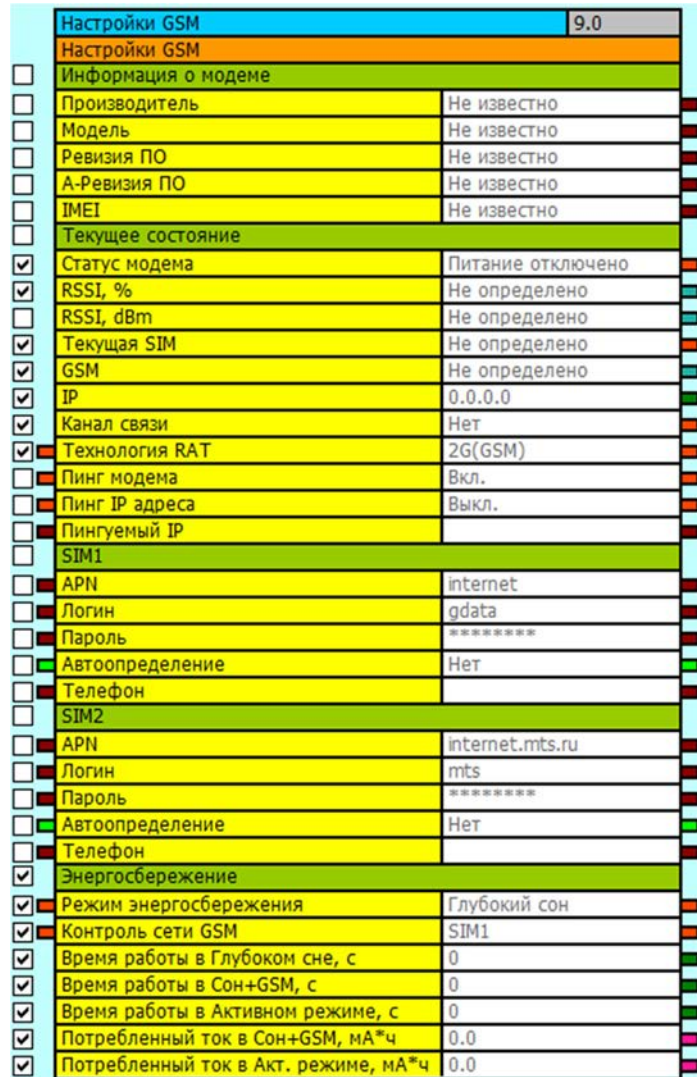 Настройки GSM 9.0
Настройки GSM
Информация о модеме
Производитель Не известно
Модель Не известно
Ревизия ПО Не известно
А-Ревизия ПО Не известно
IMEI Не известно
Текущее состояние
Статус модема Питание отключено
RSSI, % Не определено
RSSI, dBm Не определено
Текущая SIM Не определено
GSM Не определено
IP 0.0.0.0
Канал связи Нет
Технология RAT 2G(GSM)
Пинг модема Вкл.
Пинг IP адреса Выкл.
Пингуемый IP
SIM1
APN internet
Логин gdata
Пароль ********
Автоопределение Нет
Телефон
SIM2
APN internet.mts.ru
Логин mts
Пароль ********
Автоопределение Нет
Телефон
Энергосбережение
Режим энергосбережения Глубокий сон
Контроль сети GSM SIM1
Время работы в Глубоком сне, с 0
Время работы в Сон+GSM, с 0
Время работы в Активном режиме, с 0
Потребленный ток в Сон+GSM, мА*ч 0.0
Потребленный ток в Акт. режиме, мА*ч 0.0